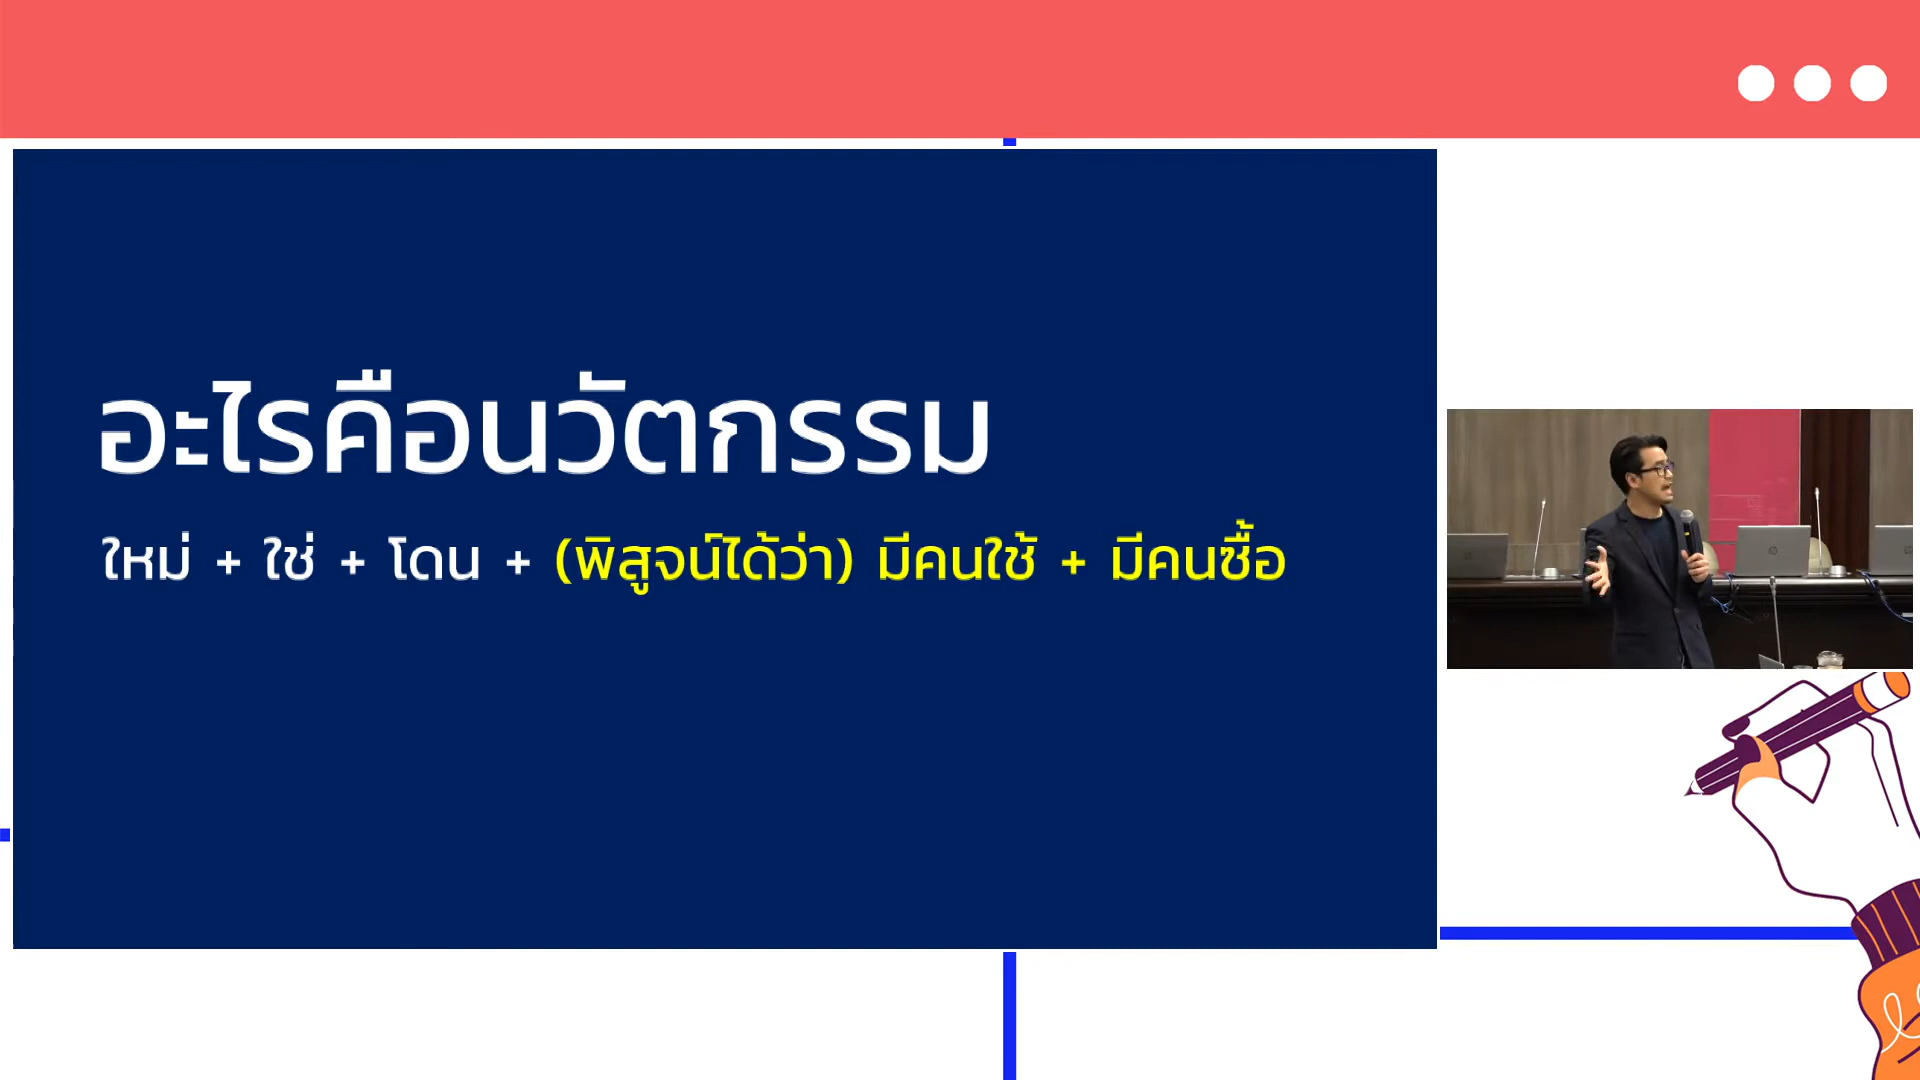 อะไรคือนวัตกรรม
ใหม่ + ใช่ + โดน + (พิสูจน์ได้ว่า) มีคนใช้ + มีคนซื้อ